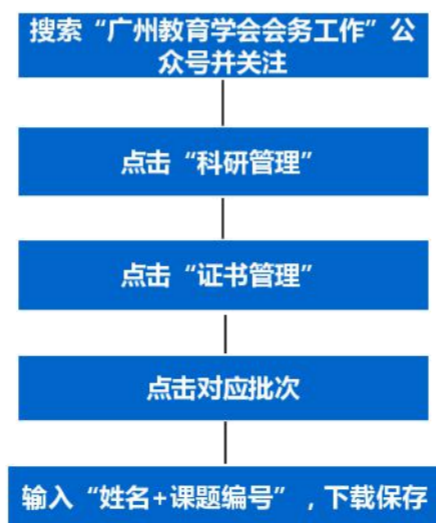 搜索“广州教育学会会务工作”公
众号并关注
点击“科研管理”
点击“证书管理”
点击对应批次
输入“姓名+课题编号”,下载保存